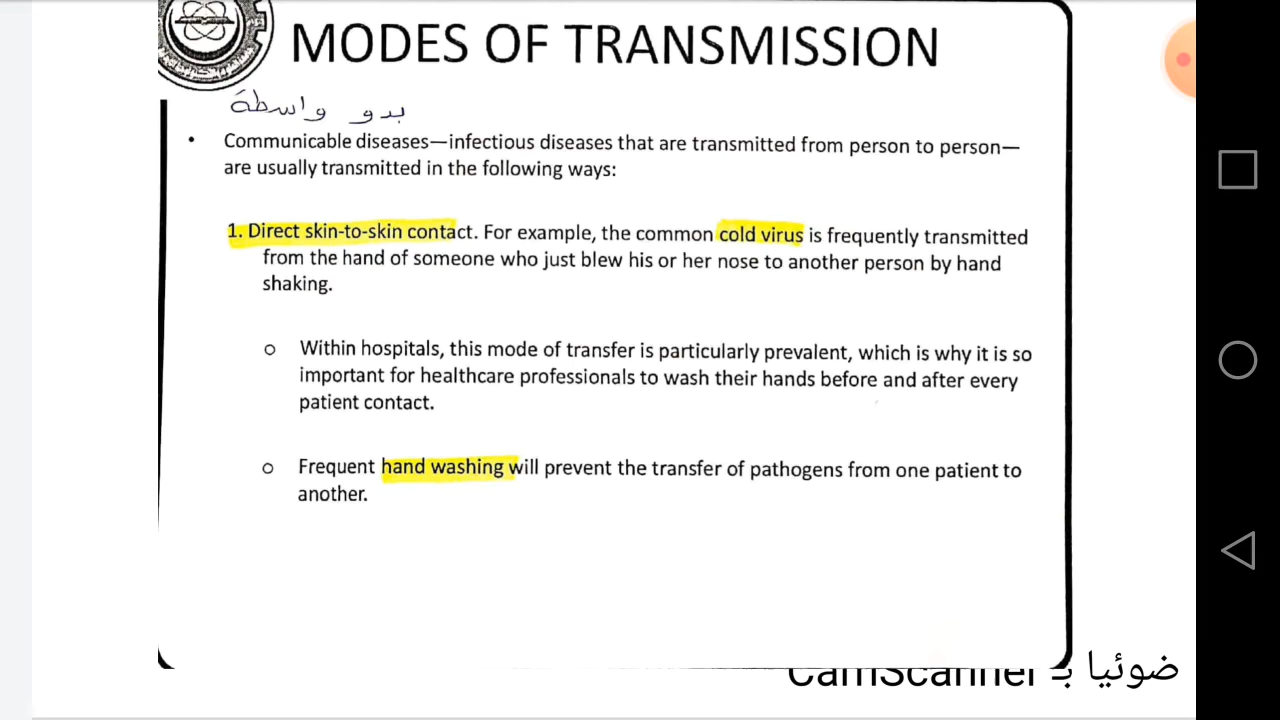 MODES OF TRANSMISSION
بدو واسطة
• Communicable diseases—infectious diseases that are transmitted from person to person—
are usually transmitted in the following ways:
1. Direct skin-to-skin contact. For example, the common cold virus is frequently transmitted
from the hand of someone who just blew his or her nose to another person by hand
shaking.
o Within hospitals, this mode of transfer is particularly prevalent, which is why it is so
important for healthcare professionals to wash their hands before and after every
patient contact.
o Frequent hand washing will prevent the transfer of pathogens from one patient to
another.
ضوئيا بـ CamScanner